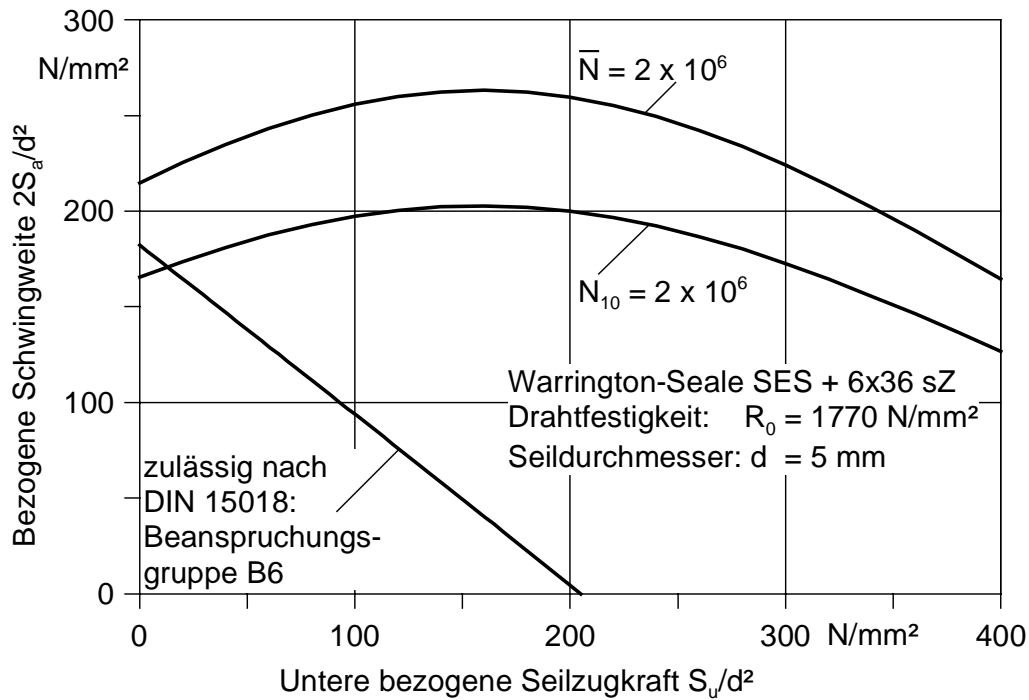 300
N/mm²
200
100
0
Bezogene Schwingweite 2Sₐ/d²
N̅ = 2 x 10⁶
N₁₀ = 2 x 10⁶
Warrington-Seale SES + 6x36 sZ
Drahtfestigkeit: R₀ = 1770 N/mm²
Seildurchmesser: d = 5 mm
zulässig nach
DIN 15018:
Beanspruchungs-
gruppe B6
0 100 200 300 N/mm² 400
Untere bezogene Seilzugkraft Sᵤ/d²